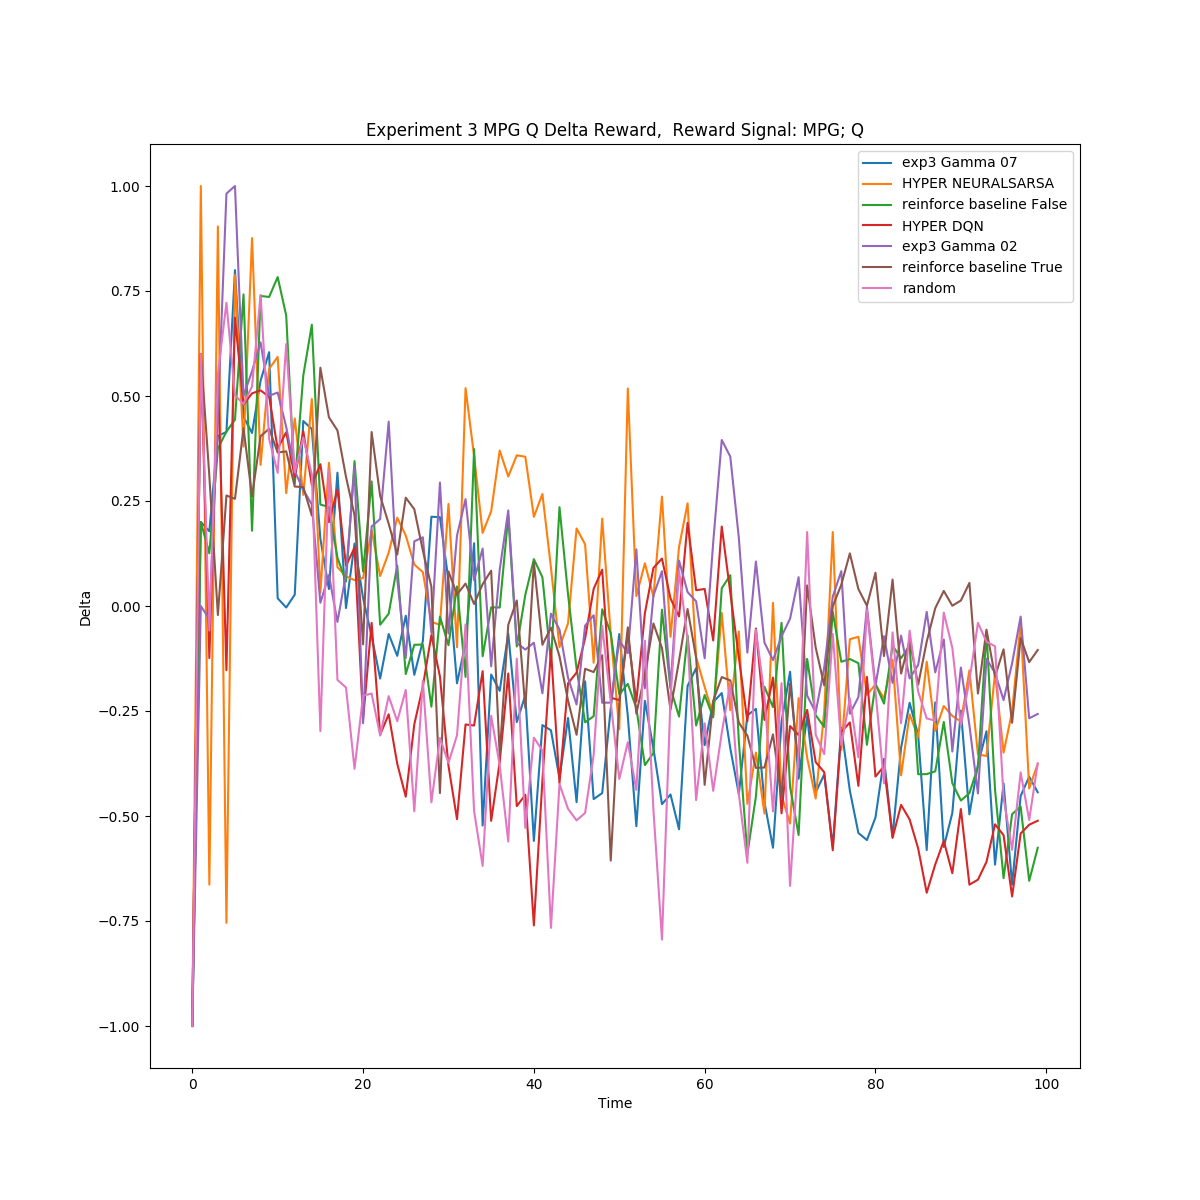 Experiment 3 MPG Q Delta Reward,  Reward Signal: MPG; Q
exp3 Gamma 07
HYPER NEURALSARSA
reinforce baseline False
HYPER DQN
exp3 Gamma 02
reinforce baseline True
random
Delta
1.00
0.75
0.50
0.25
0.00
−0.25
−0.50
−0.75
−1.00
0 20 40 60 80 100
Time